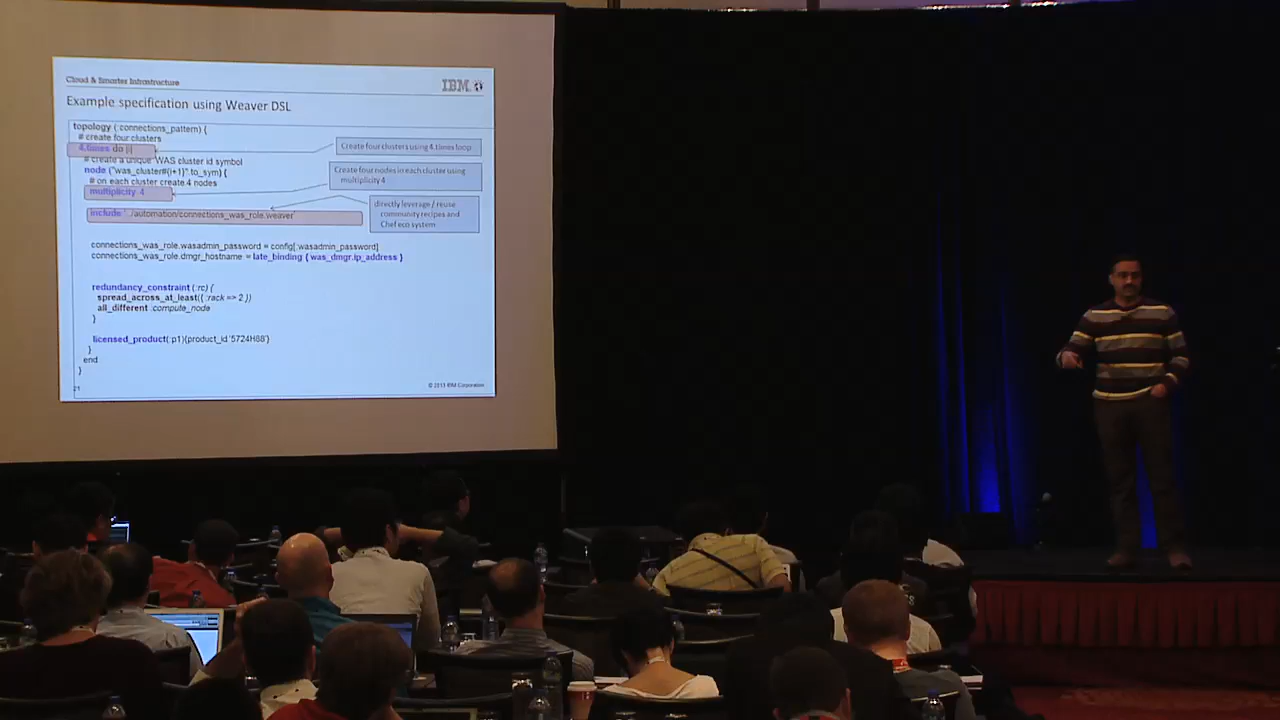 Cloud & Smarter Infrastructure
IBM
Example specification using Weaver DSL
topology (:connections_pattern) {
# create four clusters
4.times do |i|
# create a unique WAS cluster id symbol
node ("was_cluster#{i+1}".to_sym) {
# on each cluster create 4 nodes
multiplicity 4
include './automation/connections_was_role.weaver'
connections_was_role.wasadmin_password = config[:wasadmin_password]
connections_was_role.dmgr_hostname = late_binding { was_dmgr.ip_address }
redundancy_constraint (:rc) {
spread_across_at_least({ :rack => 2 })
all_different :compute_node
}
licensed_product(:p1){product_id '5724H88'}
}
end
}
Create four clusters using 4.times loop
Create four nodes in each cluster using
multiplicity 4
directly leverage / reuse
community recipes and
Chef eco system
21
© 2013 IBM Corporation